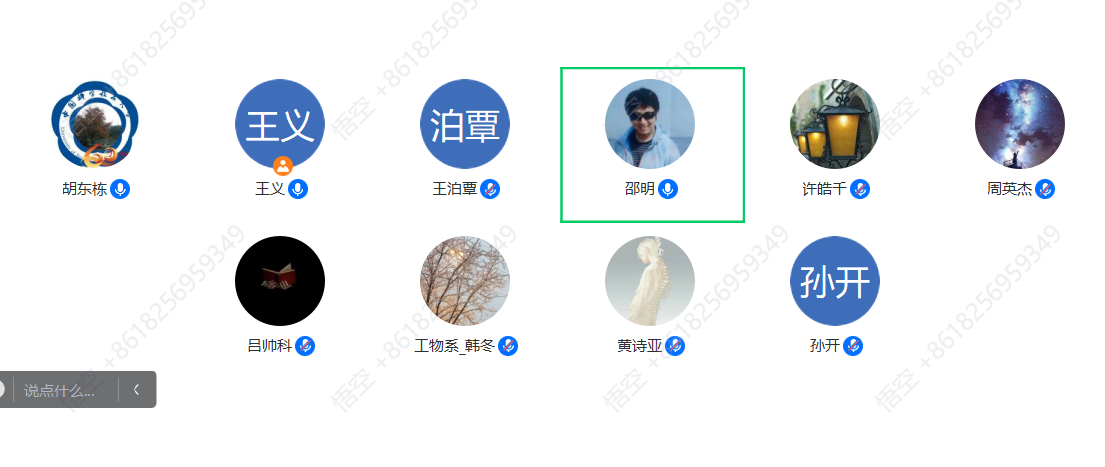 王义
泊覃
胡东栋
王义
王泊覃
邵明
许皓千
周英杰
孙开
吕帅科
工物系_韩冬
黄诗亚
孙开
说点什么...
悟空 +8618256959349